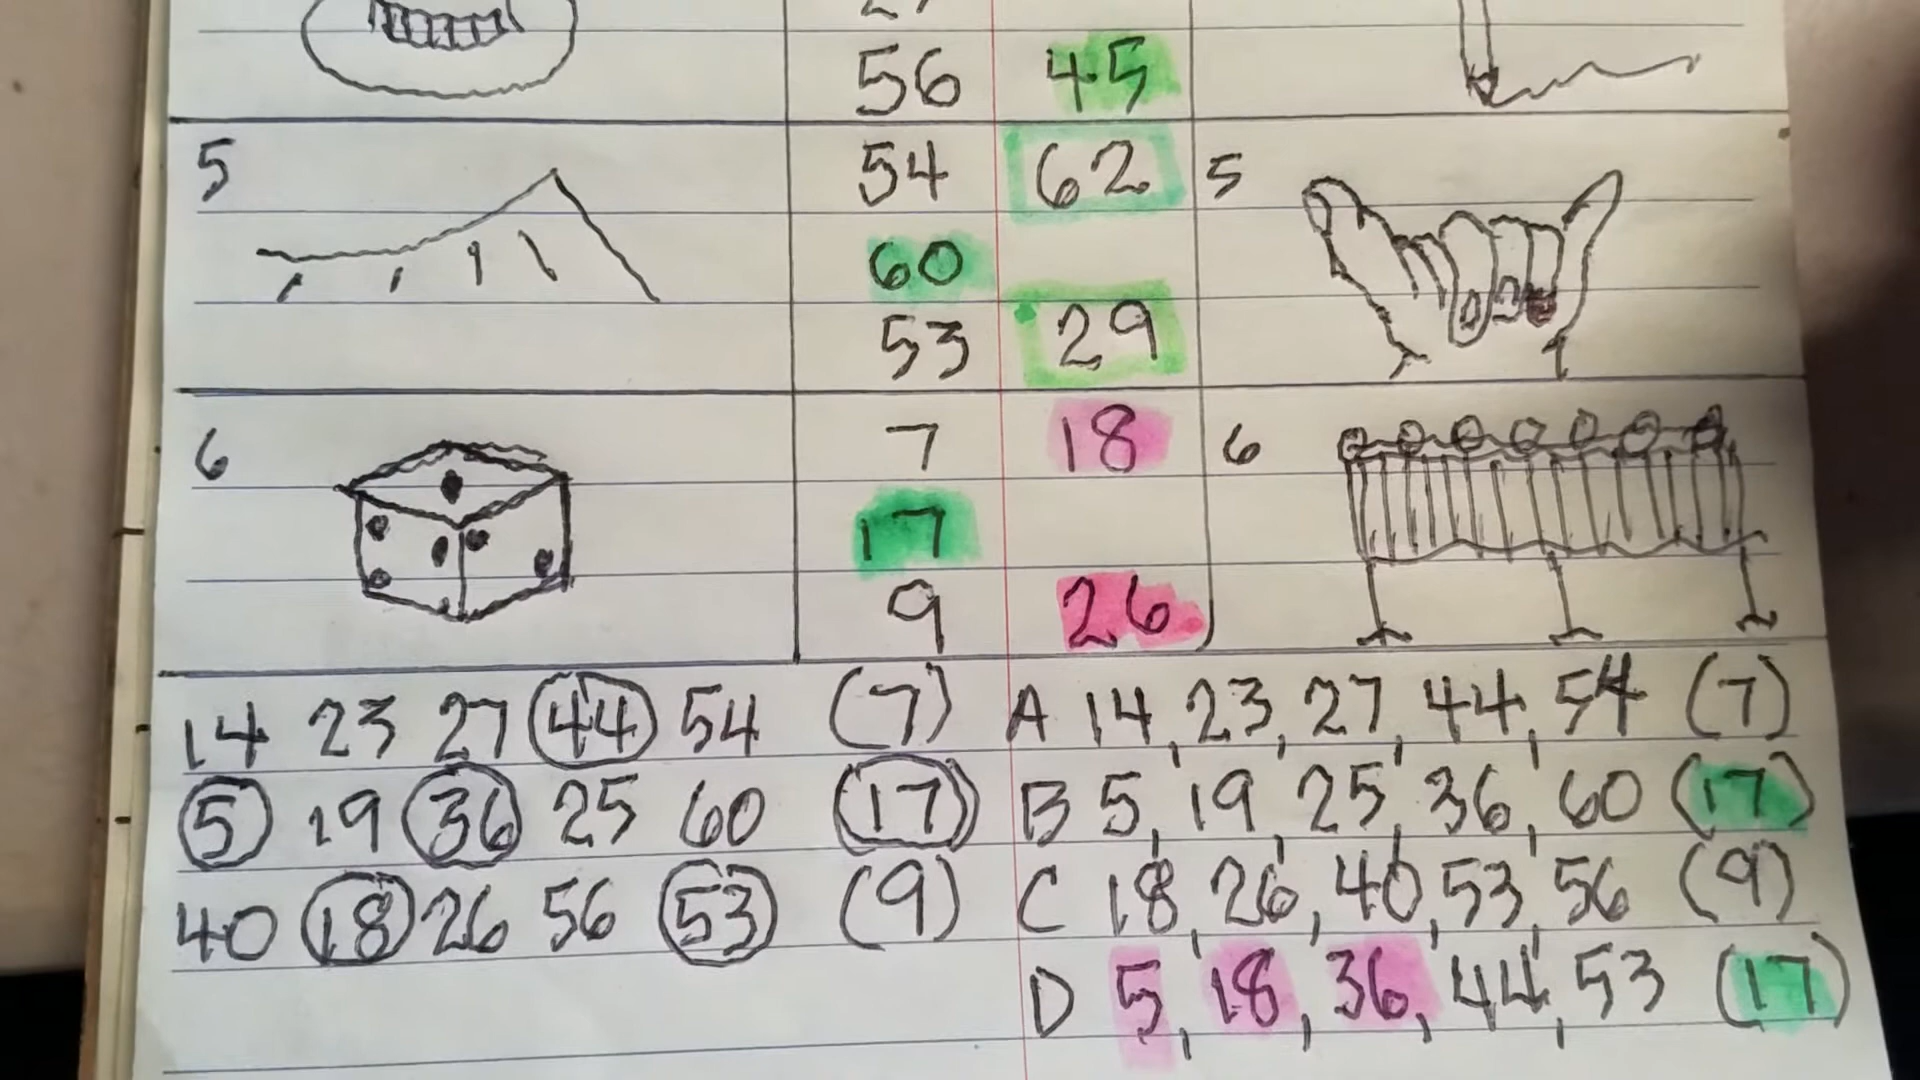 56 45
5 54 62 5
60
53 29
6 7 18 6
17
9 26
14 23 27 44 54 (7) A 14, 23, 27, 44, 54 (7)
5 19 36 25 60 (17) B 5, 19, 25, 36, 60 (17)
40 18 26 56 53 (9) C 18, 26, 40, 53, 56 (9)
D 5, 18, 36, 44, 53 (17)